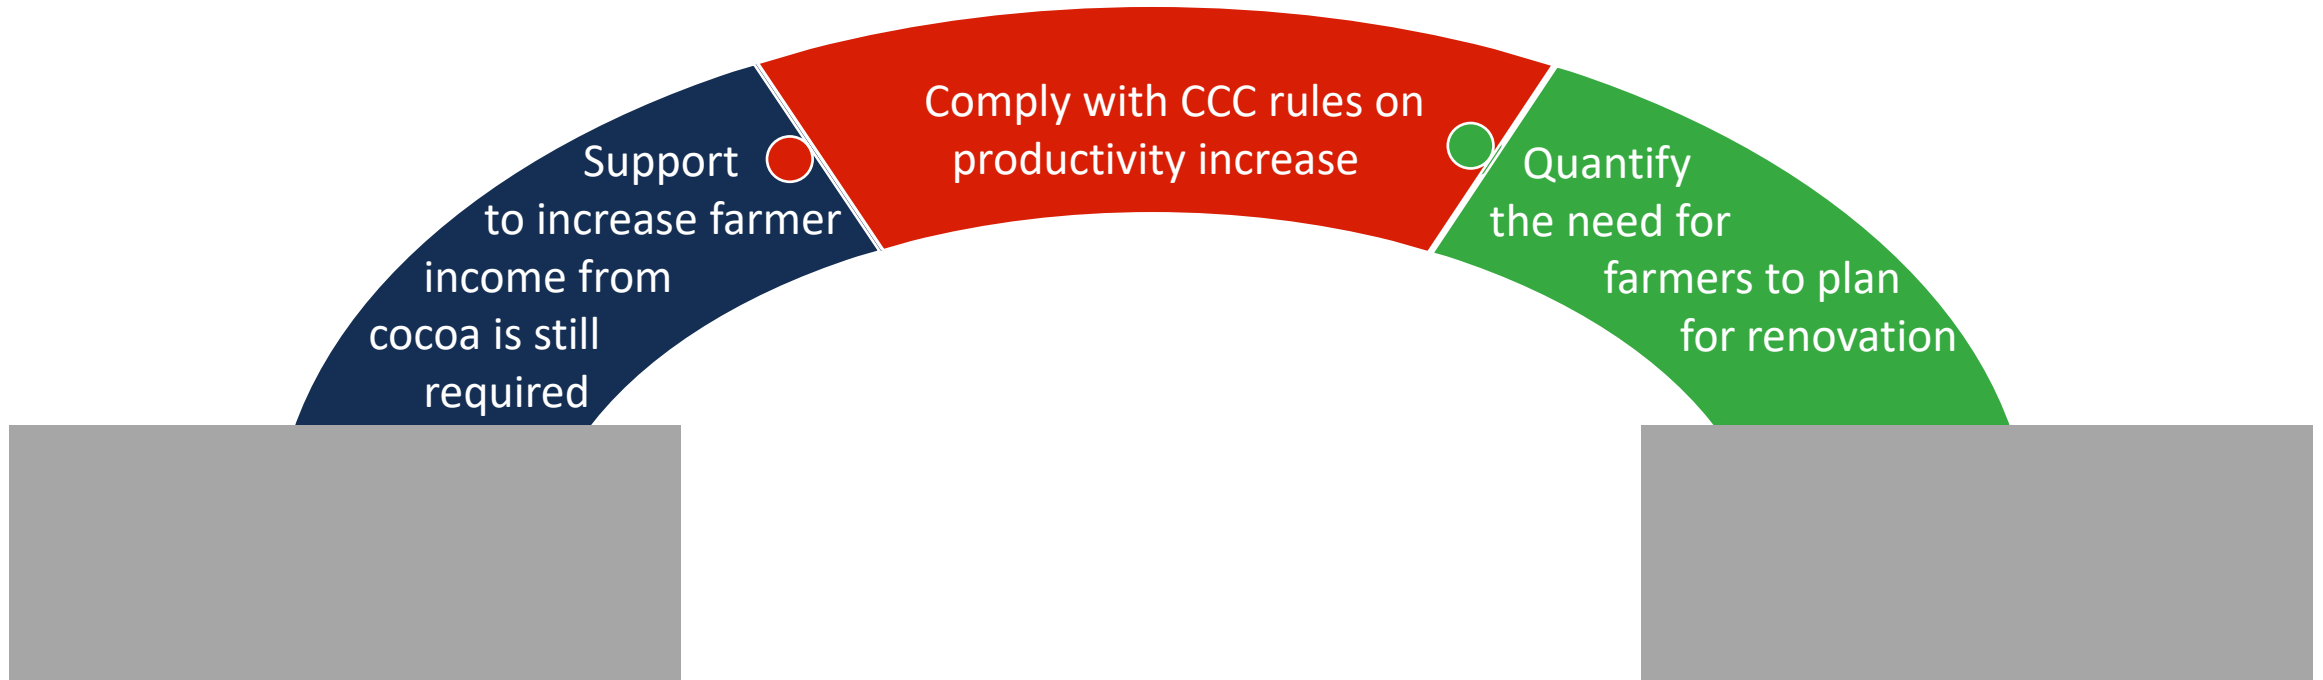 Support
to increase farmer
income from
cocoa is still
required
Comply with CCC rules on
productivity increase
Quantify
the need for
farmers to plan
for renovation